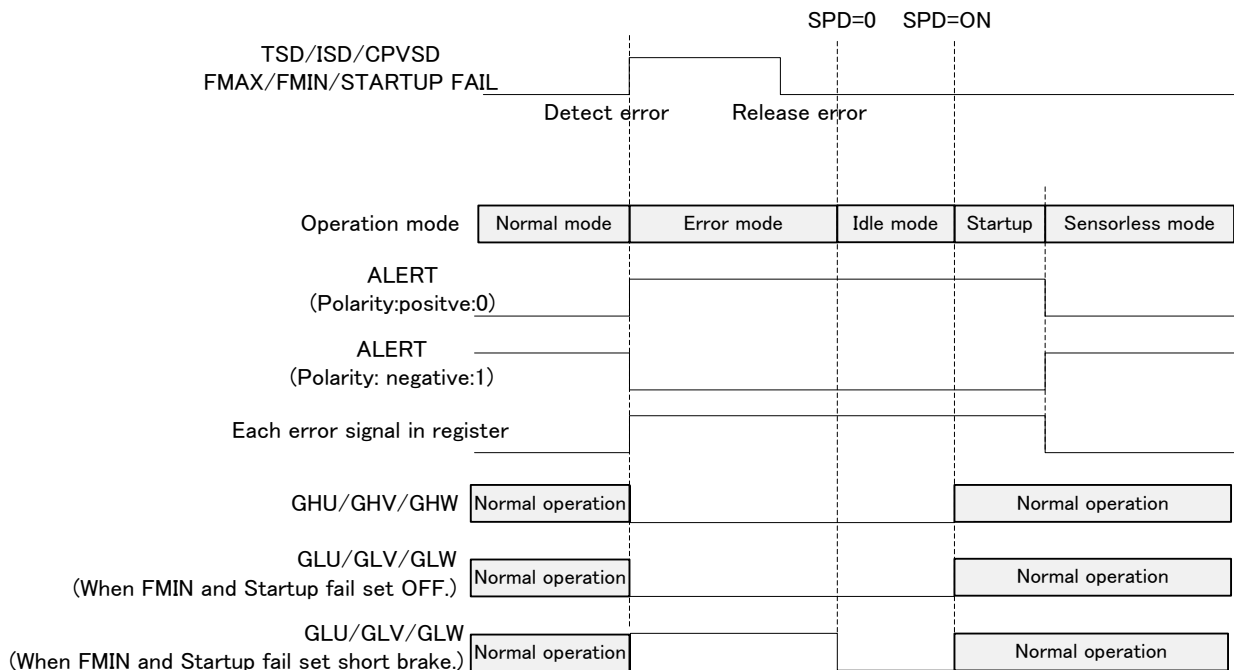 SPD=0 SPD=ON
TSD/ISD/CPVSD
FMAX/FMIN/STARTUP FAIL
Detect error Release error
Operation mode Normal mode Error mode Idle mode Startup Sensorless mode
ALERT
(Polarity:positve:0)
ALERT
(Polarity: negative:1)
Each error signal in register
GHU/GHV/GHW Normal operation Normal operation
GLU/GLV/GLW
(When FMIN and Startup fail set OFF.) Normal operation Normal operation
GLU/GLV/GLW
(When FMIN and Startup fail set short brake.) Normal operation Normal operation